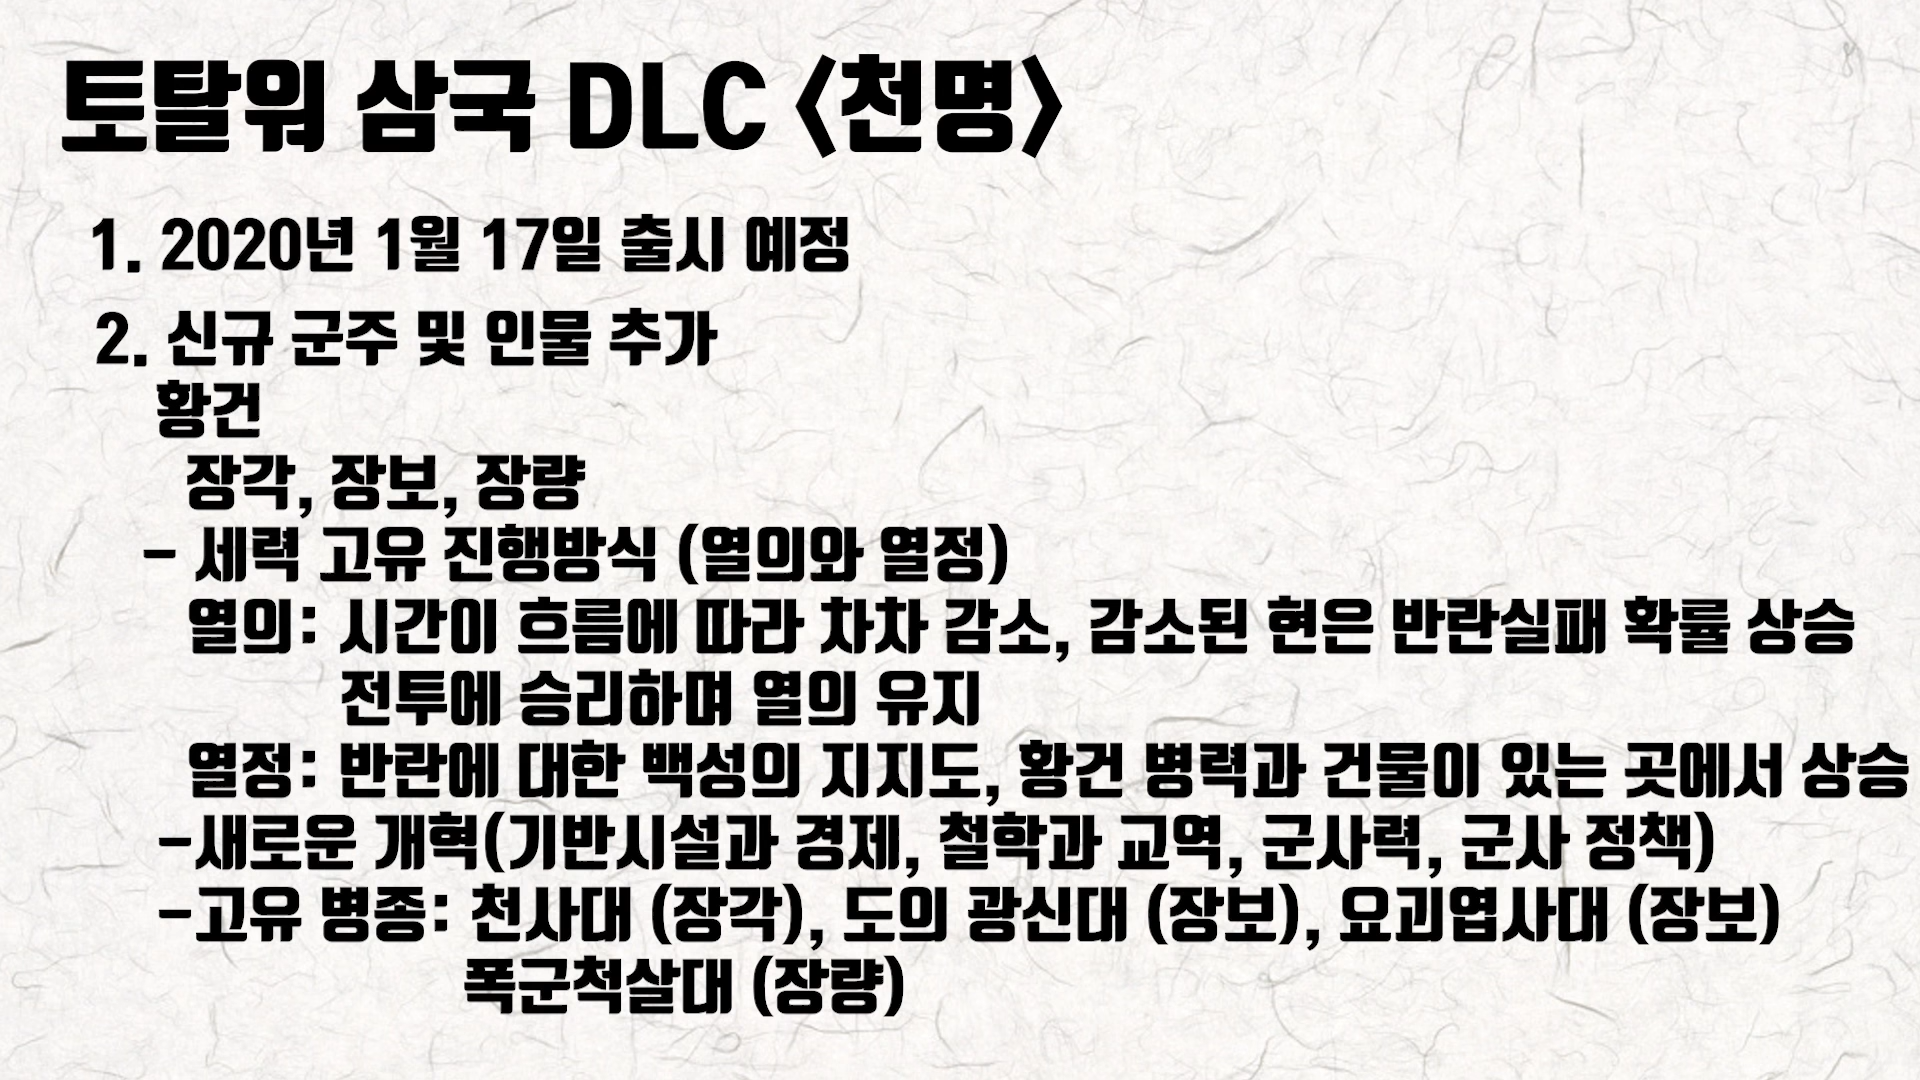 토탈워 삼국 DLC <천명>
1. 2020년 1월 17일 출시 예정
2. 신규 군주 및 인물 추가
황건
장각, 장보, 장량
- 세력 고유 진행방식 (열의와 열정)
열의: 시간이 흐름에 따라 차차 감소, 감소된 현은 반란실패 확률 상승
전투에 승리하며 열의 유지
열정: 반란에 대한 백성의 지지도, 황건 병력과 건물이 있는 곳에서 상승
-새로운 개혁(기반시설과 경제, 철학과 교역, 군사력, 군사 정책)
-고유 병종: 천사대 (장각), 도의 광신대 (장보), 요괴엽사대 (장보)
폭군척살대 (장량)